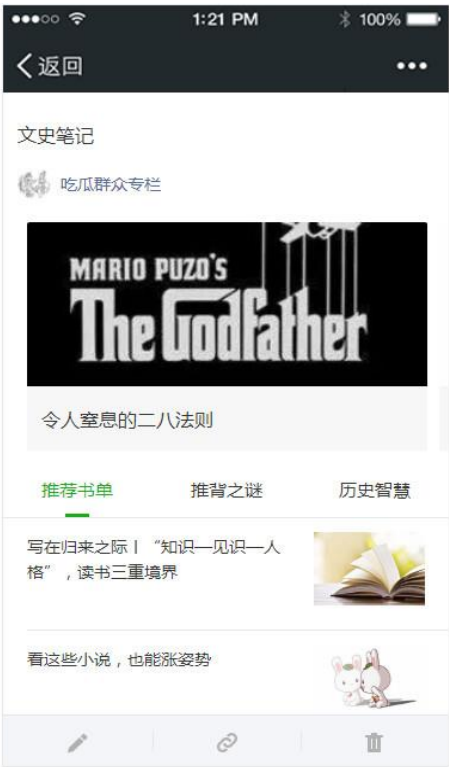 1:21 PM
100%
返回
文史笔记
吃瓜群众专栏
MARIO PUZO'S
The Godfather
令人窒息的二八法则
推荐书单
推背之谜
历史智慧
写在归来之际丨“知识—见识—人
格”，读书三重境界
看这些小说，也能涨姿势